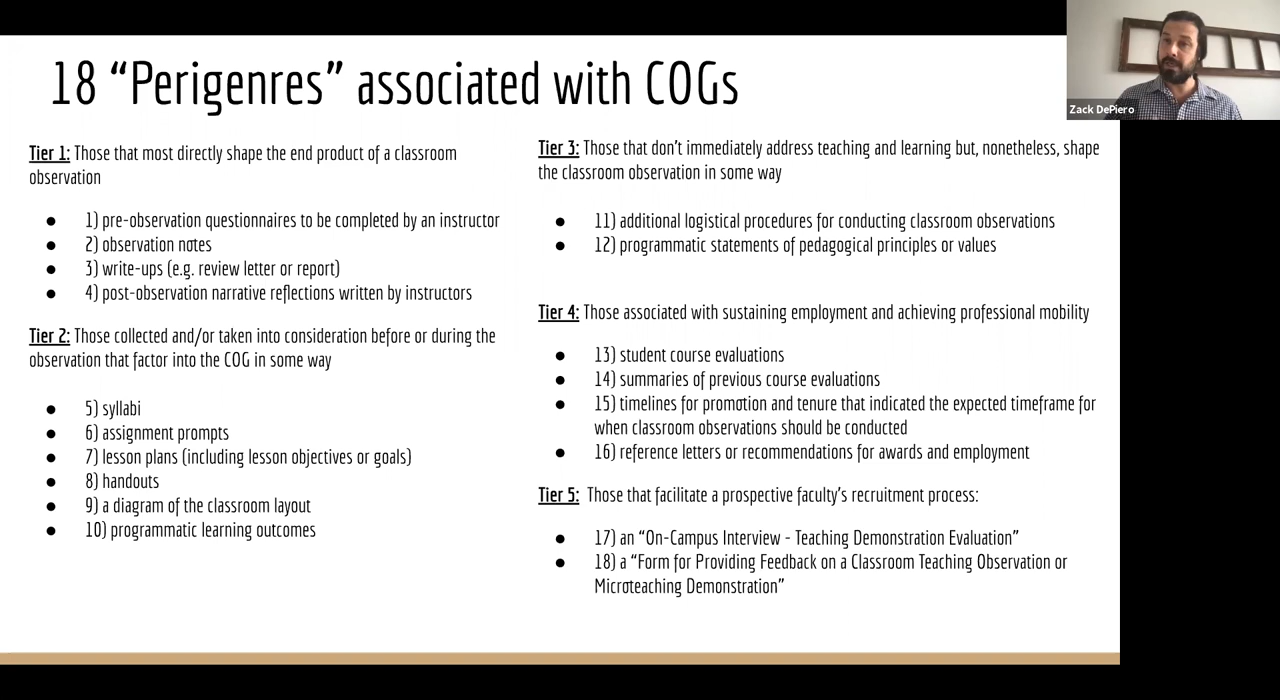 18 “Perigenres” associated with COGs
Zack DePiero
Tier 1: Those that most directly shape the end product of a classroom
observation
● 1) pre-observation questionnaires to be completed by an instructor
● 2) observation notes
● 3) write-ups (e.g. review letter or report)
● 4) post-observation narrative reflections written by instructors
Tier 2: Those collected and/or taken into consideration before or during the
observation that factor into the COG in some way
● 5) syllabi
● 6) assignment prompts
● 7) lesson plans (including lesson objectives or goals)
● 8) handouts
● 9) a diagram of the classroom layout
● 10) programmatic learning outcomes
Tier 3: Those that don’t immediately address teaching and learning but, nonetheless, shape
the classroom observation in some way
● 11) additional logistical procedures for conducting classroom observations
● 12) programmatic statements of pedagogical principles or values
Tier 4: Those associated with sustaining employment and achieving professional mobility
● 13) student course evaluations
● 14) summaries of previous course evaluations
● 15) timelines for promotion and tenure that indicated the expected timeframe for
when classroom observations should be conducted
● 16) reference letters or recommendations for awards and employment
Tier 5: Those that facilitate a prospective faculty’s recruitment process:
● 17) an “On-Campus Interview - Teaching Demonstration Evaluation”
● 18) a “Form for Providing Feedback on a Classroom Teaching Observation or
Microteaching Demonstration”